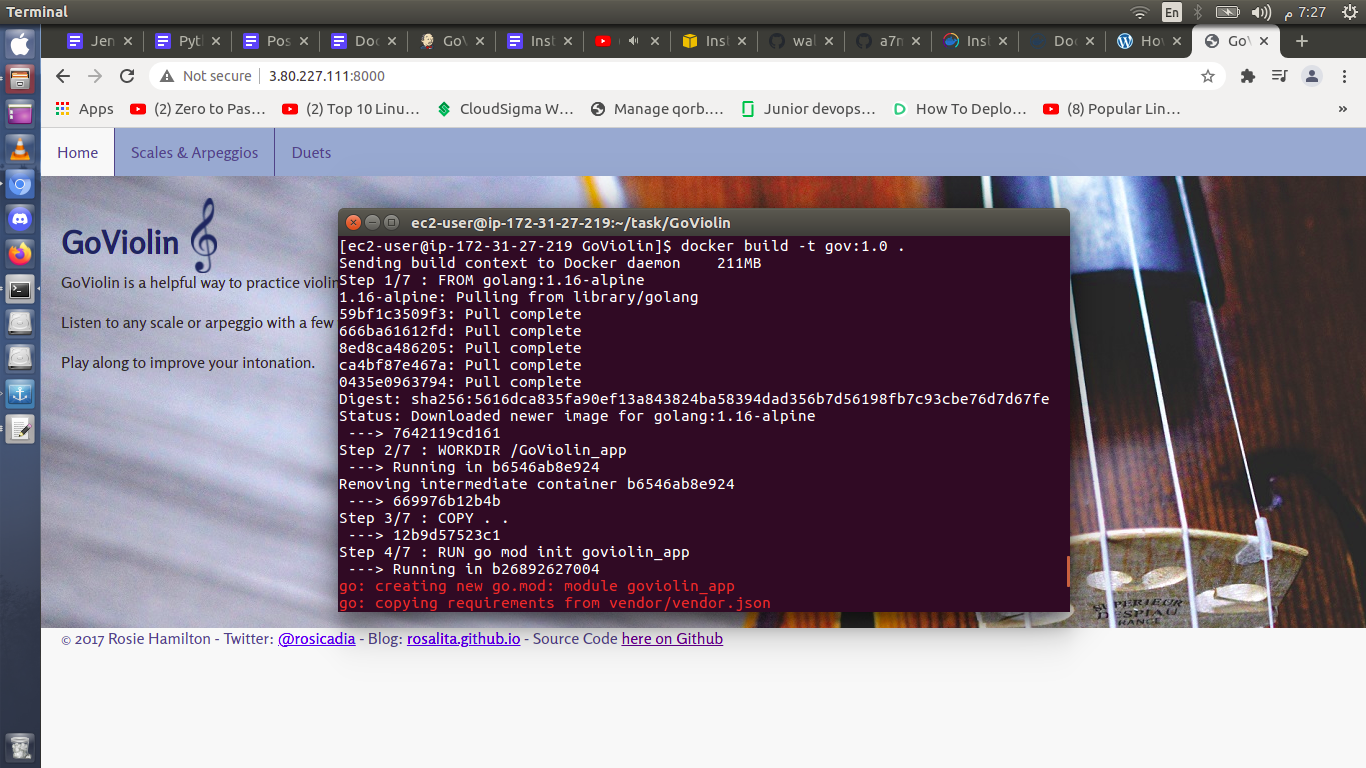 Terminal
En
7:27 م
Jen
Pytl
Pos
Doc
GoV
Inst
Inst
wal
a7m
Inst
Doc
Hov
GoV
Not secure
3.80.227.111:8000
Apps
(2) Zero to Pas…
(2) Top 10 Linu…
CloudSigma W…
Manage qorb…
Junior devops…
How To Deplo…
(8) Popular Lin…
»
Home
Scales & Arpeggios
Duets
GoViolin
GoViolin is a helpful way to practice violin
Listen to any scale or arpeggio with a few
Play along to improve your intonation.
ec2-user@ip-172-31-27-219:~/task/GoViolin
[ec2-user@ip-172-31-27-219 GoViolin]$ docker build -t gov:1.0 .
Sending build context to Docker daemon    211MB
Step 1/7 : FROM golang:1.16-alpine
1.16-alpine: Pulling from library/golang
59bf1c3509f3: Pull complete
666ba61612fd: Pull complete
8ed8ca486205: Pull complete
ca4bf87e467a: Pull complete
0435e0963794: Pull complete
Digest: sha256:5616dca835fa90ef13a843824ba58394dad356b7d56198fb7c93cbe76d7d67fe
Status: Downloaded newer image for golang:1.16-alpine
 ---> 7642119cd161
Step 2/7 : WORKDIR /GoViolin_app
 ---> Running in b6546ab8e924
Removing intermediate container b6546ab8e924
 ---> 669976b12b4b
Step 3/7 : COPY . .
 ---> 12b9d57523c1
Step 4/7 : RUN go mod init goviolin_app
 ---> Running in b26892627004
go: creating new go.mod: module goviolin_app
go: copying requirements from vendor/vendor.json
SUPERIEUR
DESPIAU
FRANCE
© 2017 Rosie Hamilton - Twitter: @rosicadia - Blog: rosalita.github.io - Source Code here on Github